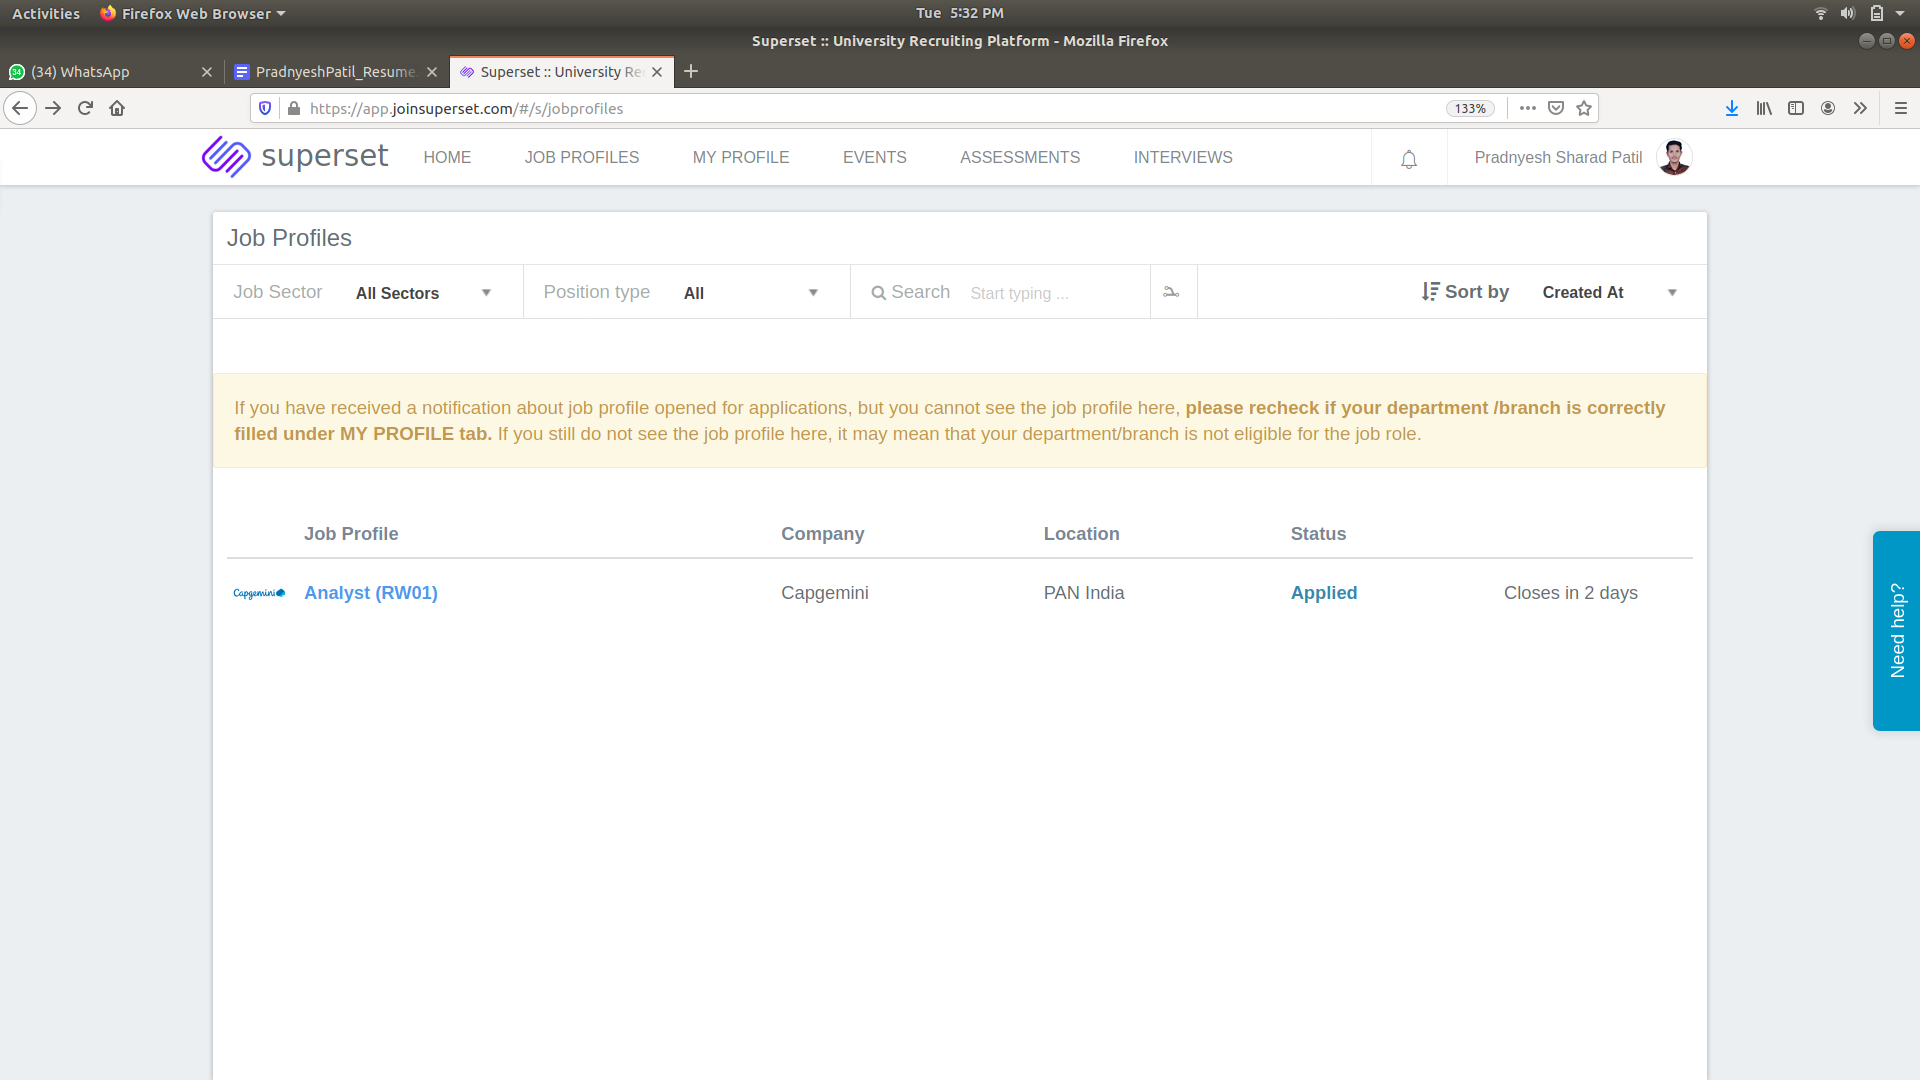 Activities Firefox Web Browser Tue 5:32 PM
Superset :: University Recruiting Platform - Mozilla Firefox
(34) WhatsApp PradnyeshPatil_Resume. Superset :: University Re
https://app.joinsuperset.com/#/s/jobprofiles 133%
superset HOME JOB PROFILES MY PROFILE EVENTS ASSESSMENTS INTERVIEWS Pradnyesh Sharad Patil
Job Profiles
Job Sector All Sectors Position type All Search Start typing ... Sort by Created At
If you have received a notification about job profile opened for applications, but you cannot see the job profile here, please recheck if your department /branch is correctly
filled under MY PROFILE tab. If you still do not see the job profile here, it may mean that your department/branch is not eligible for the job role.
Job Profile Company Location Status
Capgemini Analyst (RW01) Capgemini PAN India Applied Closes in 2 days
Need help?